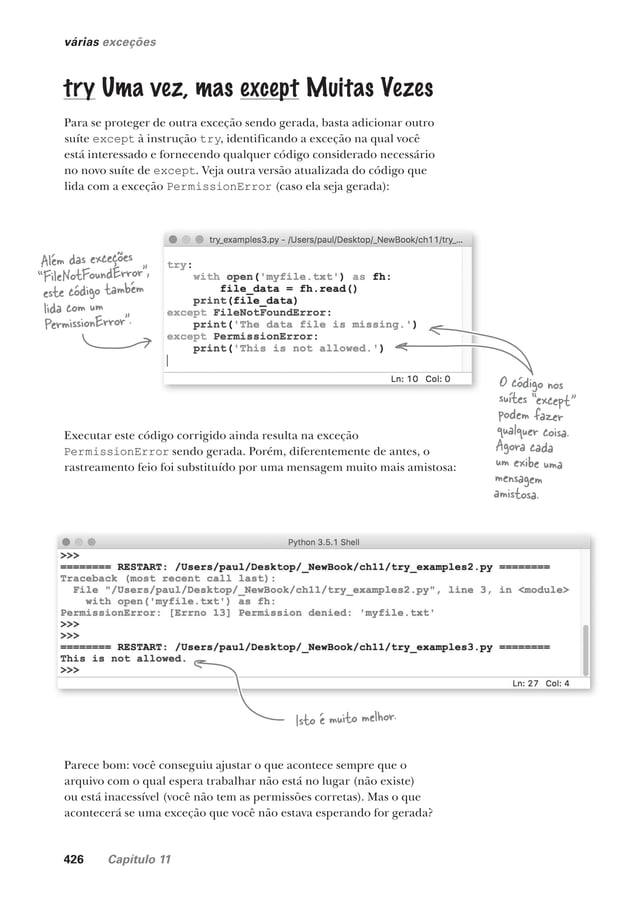 várias exceções
try Uma vez, mas except Muitas Vezes
Para se proteger de outra exceção sendo gerada, basta adicionar outro
suíte except à instrução try, identificando a exceção na qual você
está interessado e fornecendo qualquer código considerado necessário
no novo suíte de except. Veja outra versão atualizada do código que
lida com a exceção PermissionError (caso ela seja gerada):
Além das exceções
“FileNotFoundError”,
este código também
lida com um
PermissionError”.
try_examples3.py - /Users/paul/Desktop/_NewBook/ch11/try_...
try:
    with open('myfile.txt') as fh:
        file_data = fh.read()
    print(file_data)
except FileNotFoundError:
    print('The data file is missing.')
except PermissionError:
    print('This is not allowed.')
Ln: 10 Col: 0
O código nos
suítes “except”
podem fazer
qualquer coisa.
Agora cada
um exibe uma
mensagem
amistosa.
Executar este código corrigido ainda resulta na exceção
PermissionError sendo gerada. Porém, diferentemente de antes, o
rastreamento feio foi substituído por uma mensagem muito mais amistosa:
Python 3.5.1 Shell
>>>
======== RESTART: /Users/paul/Desktop/_NewBook/ch11/try_examples2.py ========
Traceback (most recent call last):
  File "/Users/paul/Desktop/_NewBook/ch11/try_examples2.py", line 3, in <module>
    with open('myfile.txt') as fh:
PermissionError: [Errno 13] Permission denied: 'myfile.txt'
>>>
>>>
======== RESTART: /Users/paul/Desktop/_NewBook/ch11/try_examples3.py ========
This is not allowed.
>>>
Ln: 27 Col: 4
Isto é muito melhor.
Parece bom: você conseguiu ajustar o que acontece sempre que o
arquivo com o qual espera trabalhar não está no lugar (não existe)
ou está inacessível (você não tem as permissões corretas). Mas o que
acontecerá se uma exceção que você não estava esperando for gerada?
426 Capítulo 11